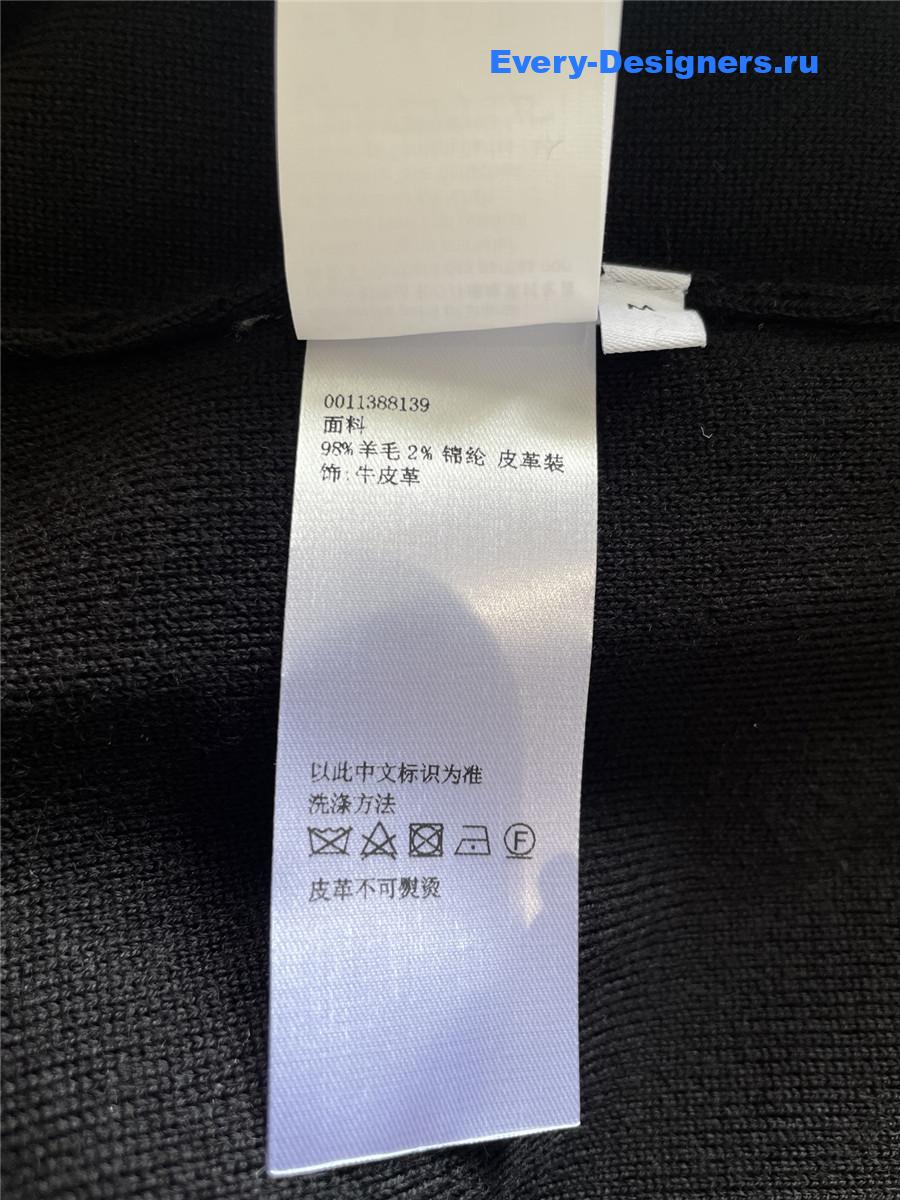 Every-Designers.ru
M
0011388139
面料
98%羊毛2% 锦纶 皮革装
饰:牛皮革
以此中文标识为准
洗涤方法
F
皮革不可熨烫